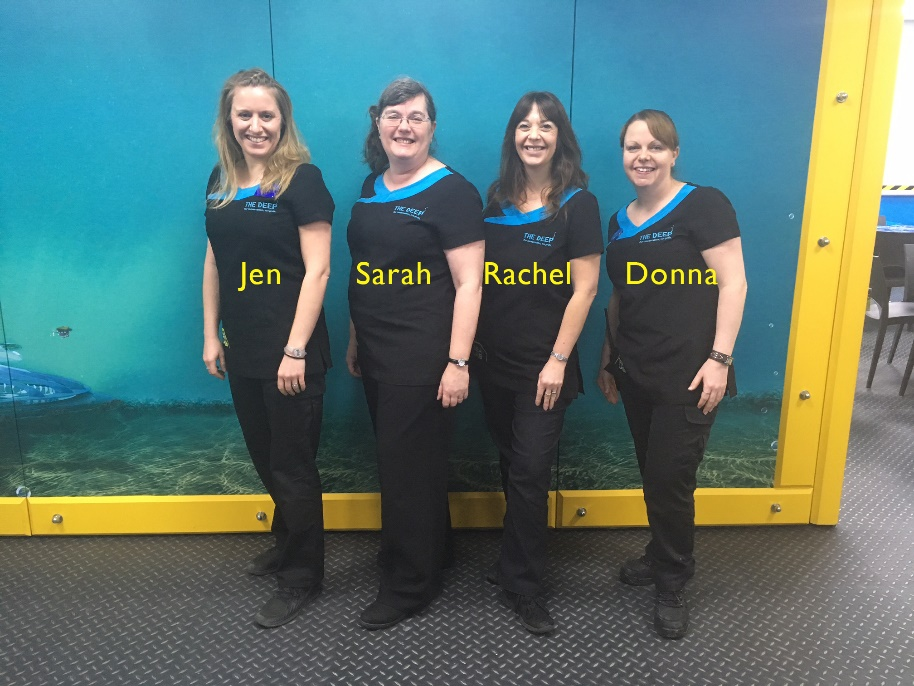 THE DEEP
THE DEEP
THE DEEP
THE DEEP
Jen
Sarah
Rachel
Donna